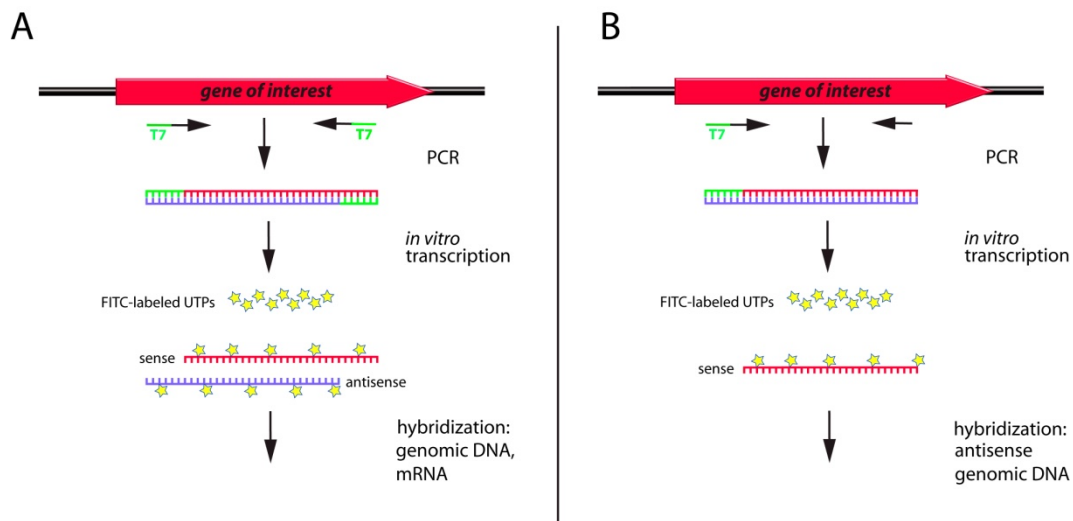 A
gene of interest
T7
T7
PCR
in vitro
transcription
FITC-labeled UTPs
sense
antisense
hybridization:
genomic DNA,
mRNA
B
gene of interest
T7
PCR
in vitro
transcription
FITC-labeled UTPs
sense
hybridization:
antisense
genomic DNA